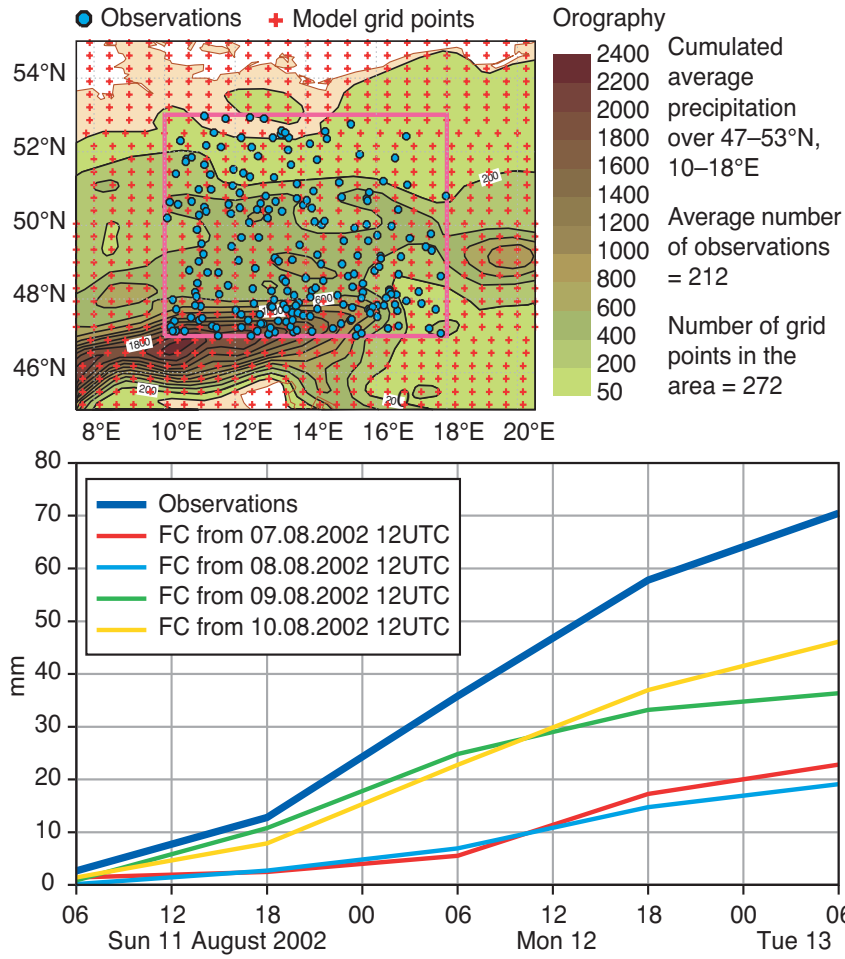 Observations
Model grid points
Orography
54°N
52°N
50°N
48°N
46°N
8°E 10°E 12°E 14°E 16°E 18°E 20°E
200
600
1800
200
2400
2200
2000
1800
1600
1400
1200
1000
800
600
400
200
50
Cumulated
average
precipitation
over 47–53°N,
10–18°E
Average number
of observations
= 212
Number of grid
points in the
area = 272
80
70
60
50
40
30
20
10
0
mm
Observations
FC from 07.08.2002 12UTC
FC from 08.08.2002 12UTC
FC from 09.08.2002 12UTC
FC from 10.08.2002 12UTC
06 12 18 00 06 12 18 00 06
Sun 11 August 2002 Mon 12 Tue 13